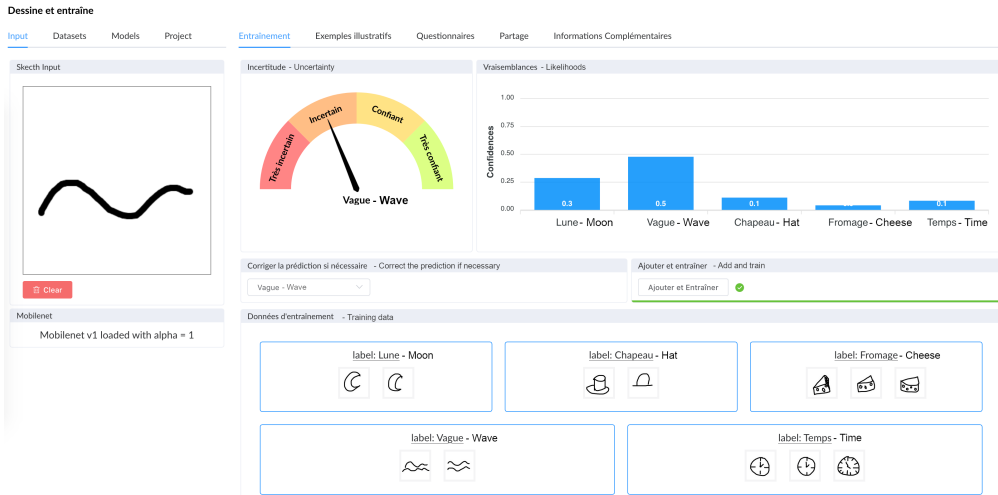 Dessine et entraîne
Input Datasets Models Project
Entraînement Exemples illustratifs Questionnaires Partage Informations Complémentaires
Skecth Input
Clear
Mobilenet
Mobilenet v1 loaded with alpha = 1
Incertitude - Uncertainty
Très incertain
Incertain
Confiant
Très confiant
Vague - Wave
Vraisemblances - Likelihoods
Confidences
1.00
0.75
0.50
0.25
0.00
0.3 0.5 0.1 0.1
Lune - Moon Vague - Wave Chapeau - Hat Fromage - Cheese Temps - Time
Corriger la prédiction si nécessaire - Correct the prediction if necessary
Vague - Wave
Ajouter et entraîner - Add and train
Ajouter et Entraîner
Données d'entraînement - Training data
label: Lune - Moon
label: Chapeau - Hat
label: Fromage - Cheese
label: Vague - Wave
label: Temps - Time